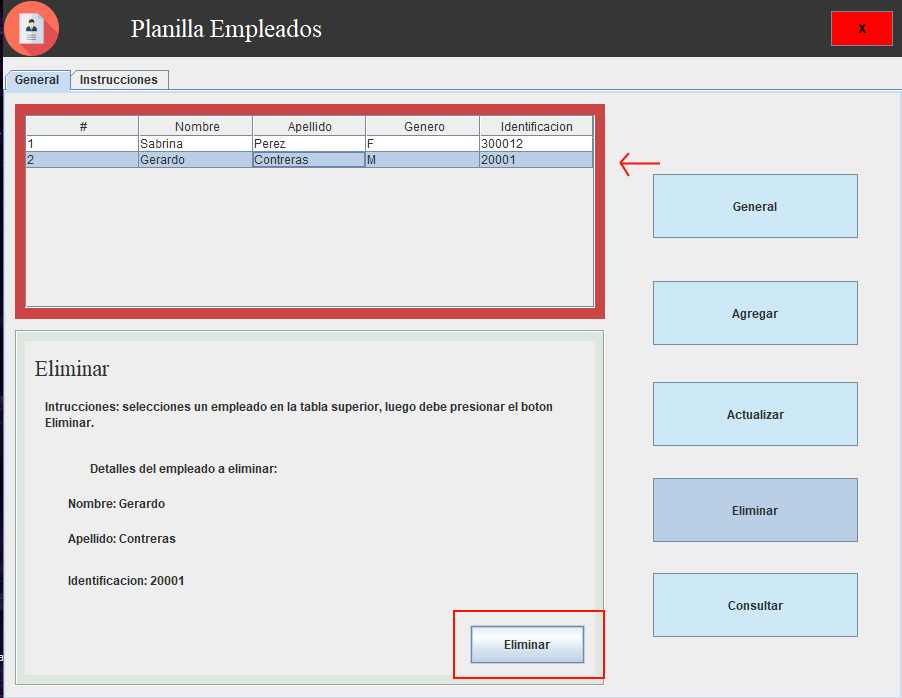 Planilla Empleados
X
General Instrucciones
# Nombre Apellido Genero Identificacion
1 Sabrina Perez F 300012
2 Gerardo Contreras M 20001
General
Agregar
Actualizar
Eliminar
Consultar
Eliminar
Intrucciones: selecciones un empleado en la tabla superior, luego debe presionar el boton
Eliminar.
Detalles del empleado a eliminar:
Nombre: Gerardo
Apellido: Contreras
Identificacion: 20001
Eliminar